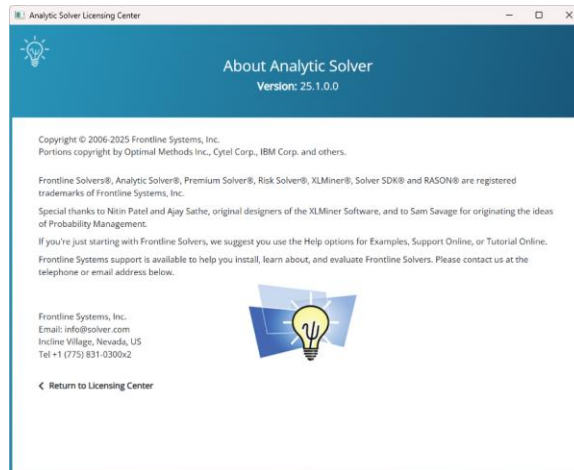 Analytic Solver Licensing Center
About Analytic Solver
Version: 25.1.0.0
Copyright © 2006-2025 Frontline Systems, Inc.
Portions copyright by Optimal Methods Inc., Cytel Corp., IBM Corp. and others.
Frontline Solvers®, Analytic Solver®, Premium Solver®, Risk Solver®, XLMiner®, Solver SDK® and RASON® are registered
trademarks of Frontline Systems, Inc.
Special thanks to Nitin Patel and Ajay Sathe, original designers of the XLMiner Software, and to Sam Savage for originating the ideas
of Probability Management.
If you're just starting with Frontline Solvers, we suggest you use the Help options for Examples, Support Online, or Tutorial Online.
Frontline Systems support is available to help you install, learn about, and evaluate Frontline Solvers. Please contact us at the
telephone or email address below.
Frontline Systems, Inc.
Email: info@solver.com
Incline Village, Nevada, US
Tel +1 (775) 831-0300x2
Return to Licensing Center